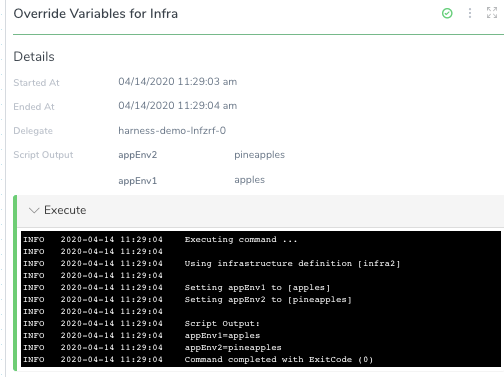 Override Variables for Infra
Details
Started At 04/14/2020 11:29:03 am
Ended At 04/14/2020 11:29:04 am
Delegate harness-demo-lnfzrf-0
Script Output appEnv2 pineapples
appEnv1 apples
Execute
INFO 2020-04-14 11:29:04 Executing command ...
INFO 2020-04-14 11:29:04
INFO 2020-04-14 11:29:04 Using infrastructure definition [infra2]
INFO 2020-04-14 11:29:04
INFO 2020-04-14 11:29:04 Setting appEnv1 to [apples]
INFO 2020-04-14 11:29:04 Setting appEnv2 to [pineapples]
INFO 2020-04-14 11:29:04
INFO 2020-04-14 11:29:04 Script Output:
INFO 2020-04-14 11:29:04 appEnv1=apples
INFO 2020-04-14 11:29:04 appEnv2=pineapples
INFO 2020-04-14 11:29:04 Command completed with ExitCode (0)